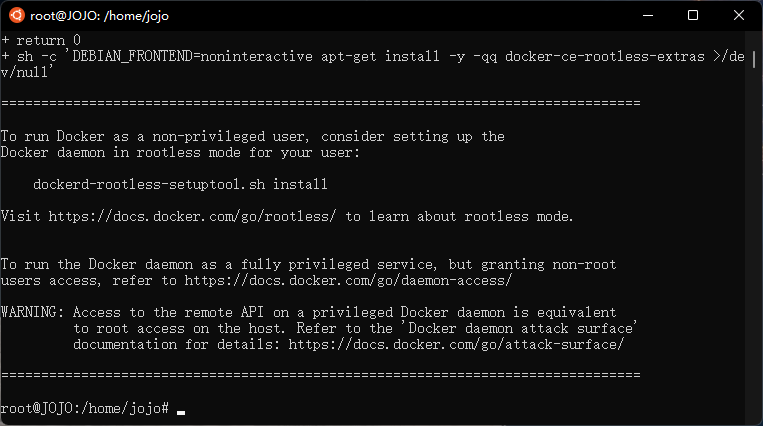 root@JOJO: /home/jojo
+ return 0
+ sh -c 'DEBIAN_FRONTEND=noninteractive apt-get install -y -qq docker-ce-rootless-extras >/de
v/null'
================================================================================
To run Docker as a non-privileged user, consider setting up the
Docker daemon in rootless mode for your user:
dockerd-rootless-setuptool.sh install
Visit https://docs.docker.com/go/rootless/ to learn about rootless mode.
To run the Docker daemon as a fully privileged service, but granting non-root
users access, refer to https://docs.docker.com/go/daemon-access/
WARNING: Access to the remote API on a privileged Docker daemon is equivalent
to root access on the host. Refer to the 'Docker daemon attack surface'
documentation for details: https://docs.docker.com/go/attack-surface/
================================================================================
root@JOJO:/home/jojo#